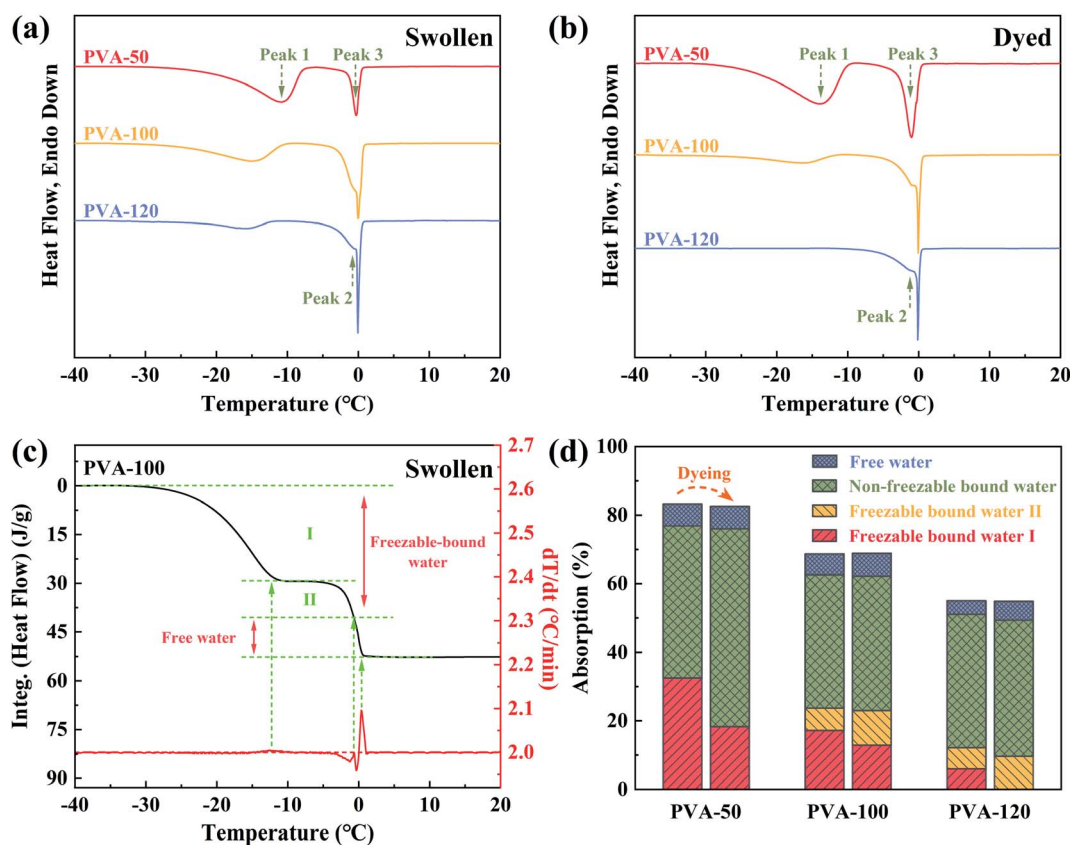 (a)
Swollen
PVA-50
Peak 1
Peak 3
PVA-100
PVA-120
Peak 2
Heat Flow, Endo Down
-40 -30 -20 -10 0 10 20
Temperature (℃)
(b)
Dyed
PVA-50
Peak 1
Peak 3
PVA-100
PVA-120
Peak 2
Heat Flow, Endo Down
-40 -30 -20 -10 0 10 20
Temperature (℃)
(c)
PVA-100
Swollen
I
Freezable-bound
water
II
Free water
Integ. (Heat Flow) (J/g)
0
15
30
45
60
75
90
dT/dt (℃/min)
2.7
2.6
2.5
2.4
2.3
2.2
2.1
2.0
-40 -30 -20 -10 0 10 20
Temperature (℃)
(d)
Dyeing
Free water
Non-freezable bound water
Freezable bound water II
Freezable bound water I
Absorption (%)
100
80
60
40
20
0
PVA-50 PVA-100 PVA-120